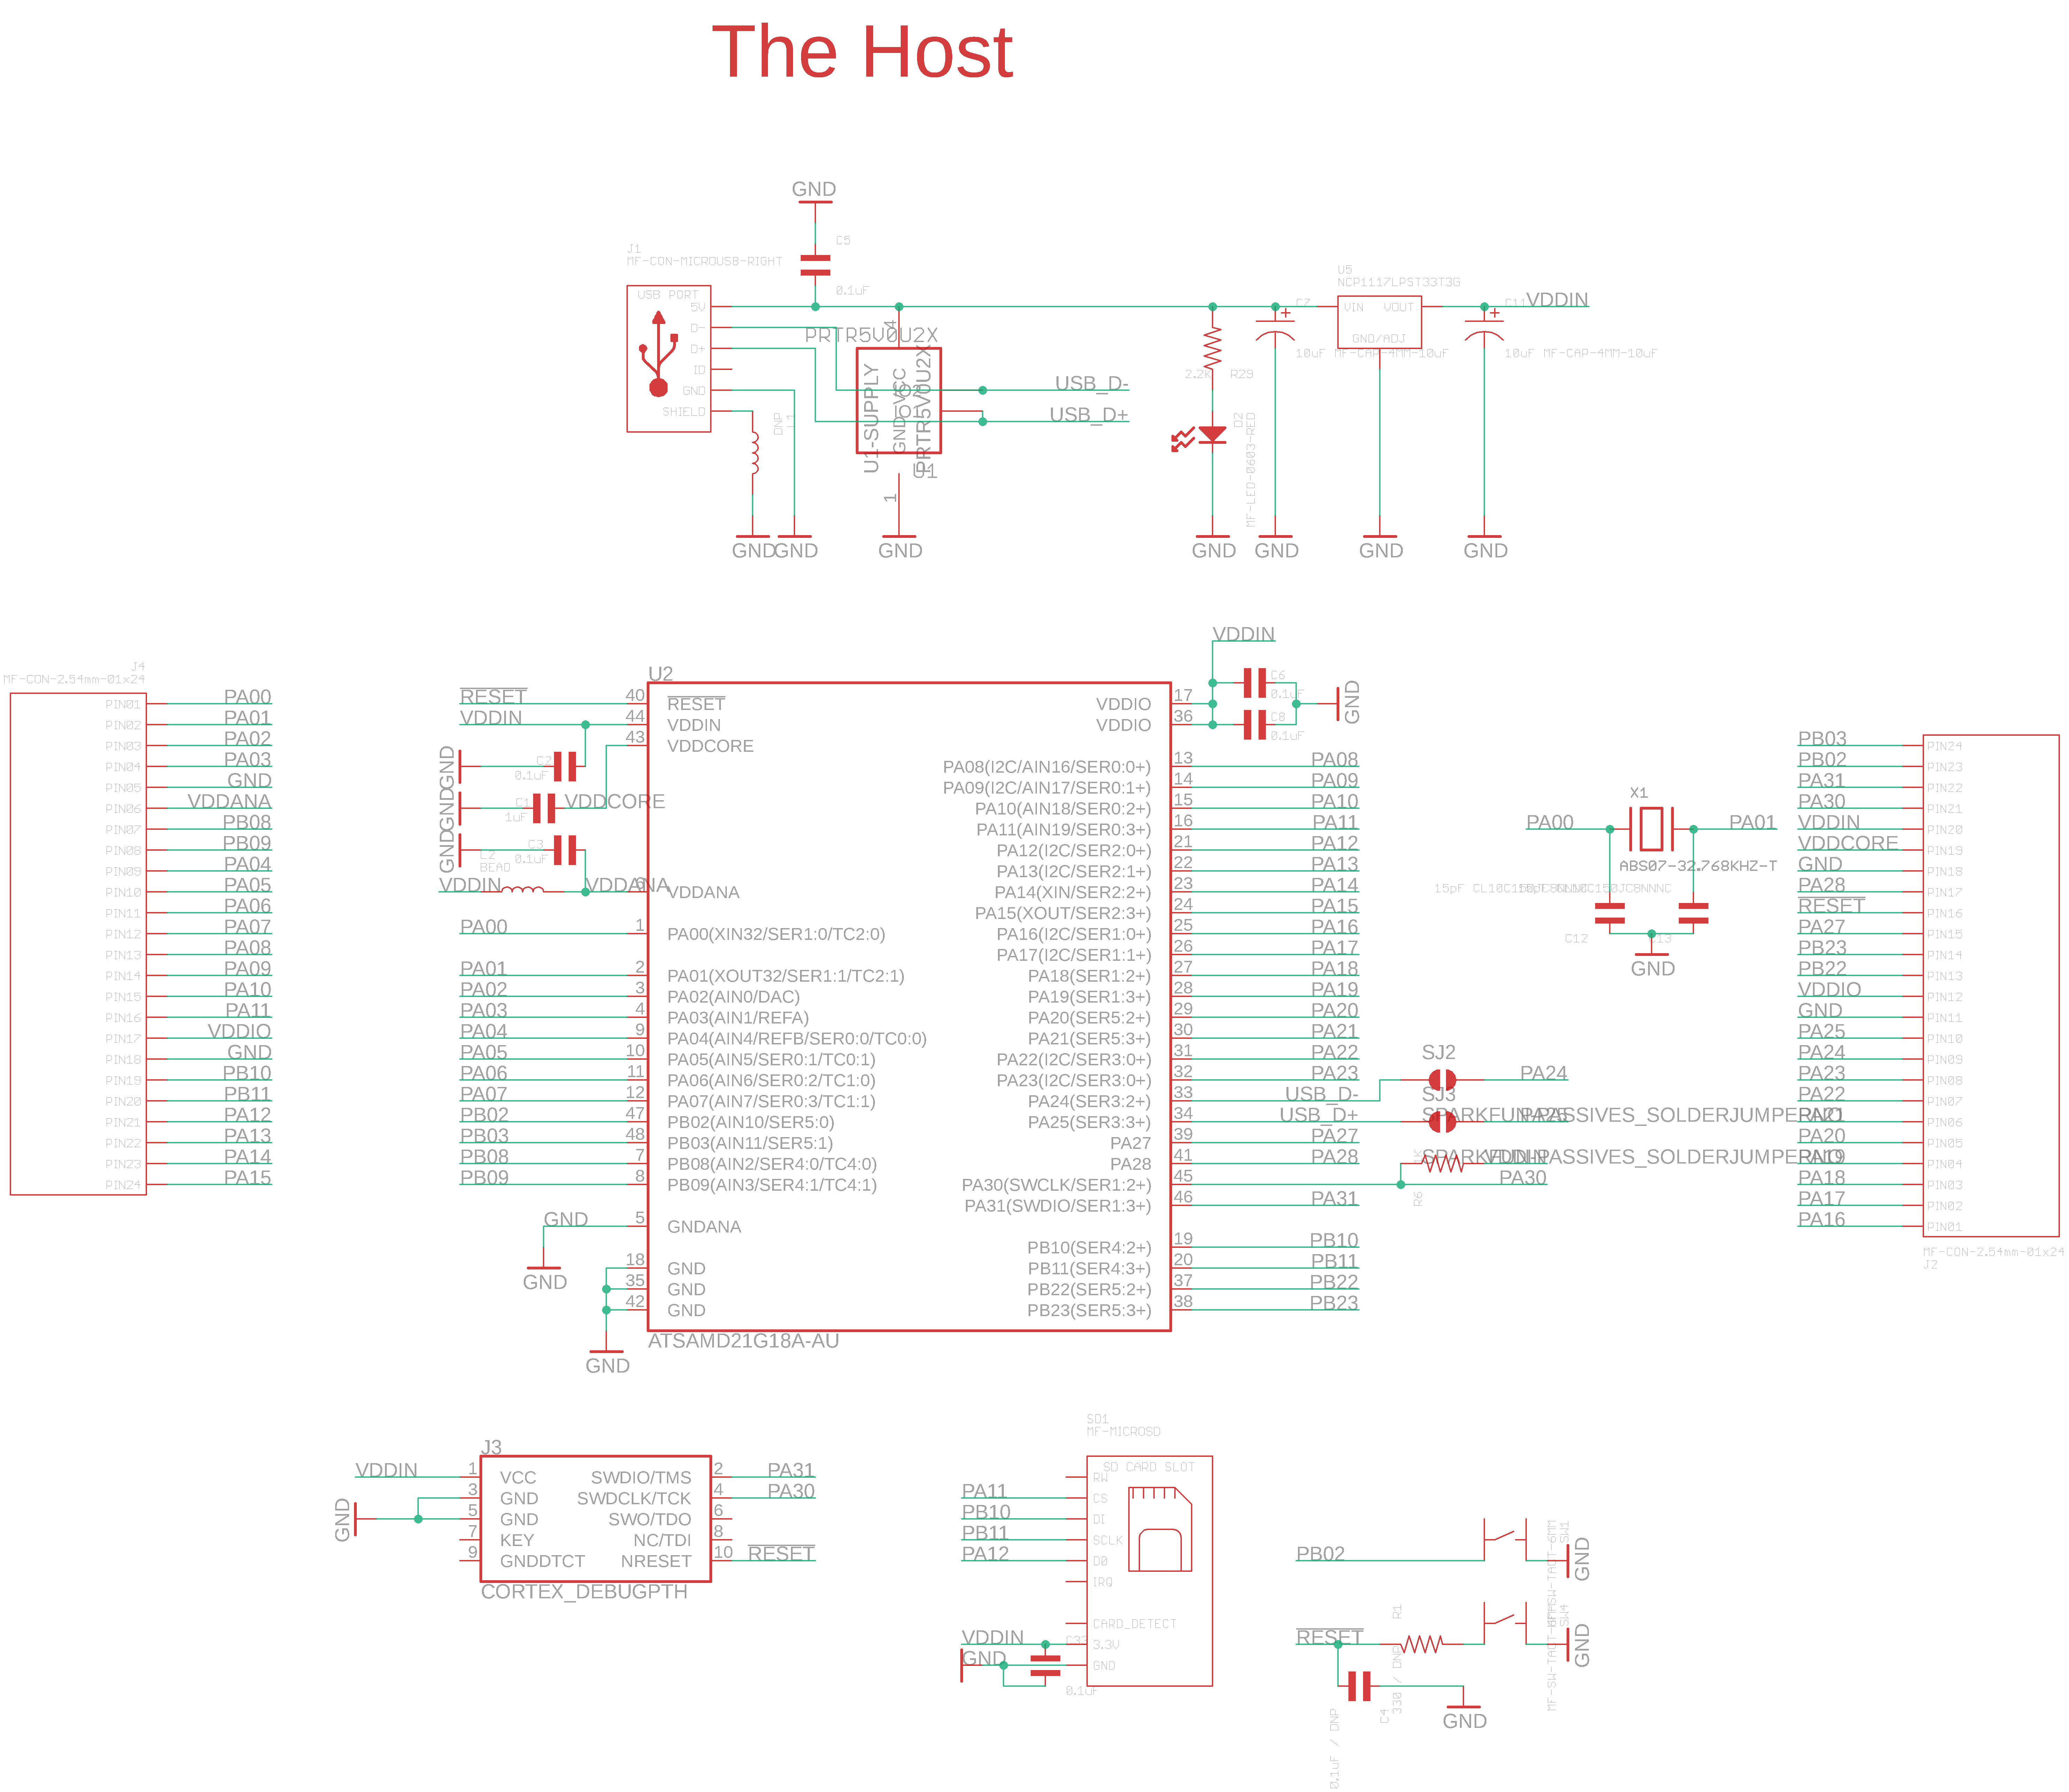 The Host
GND
C5
0.1uF
J1
MF-CON-MICROUSB-RIGHT
USB PORT
5V
D-
D+
ID
GND
SHIELD
DNP
L1
PRTR5V0U2X
4
U1-SUPPLY
GND
VCC
IO1
PRTR5V0U2X
U1
1
USB_D-
USB_D+
2.2K
R29
D2
MF-LED-0603-RED
C7
10uF MF-CAP-4MM-10uF
U5
NCP1117LPST33T3G
VIN
VOUT
GND/ADJ
C11
VDDIN
10uF MF-CAP-4MM-10uF
GND
GND
GND
GND
GND
GND
GND
J4
MF-CON-2.54mm-01x24
PIN01 PA00
PIN02 PA01
PIN03 PA02
PIN04 PA03
PIN05 GND
PIN06 VDDANA
PIN07 PB08
PIN08 PB09
PIN09 PA04
PIN10 PA05
PIN11 PA06
PIN12 PA07
PIN13 PA08
PIN14 PA09
PIN15 PA10
PIN16 PA11
PIN17 VDDIO
PIN18 GND
PIN19 PB10
PIN20 PB11
PIN21 PA12
PIN22 PA13
PIN23 PA14
PIN24 PA15
U2
RESET 40 RESET
VDDIN 44 VDDIN
43 VDDCORE
GND
C2
0.1uF
GND
C1
1uF
VDDCORE
GND
C3
0.1uF
L2
BEAD
VDDIN
VDDANA
6 VDDANA
PA00 1 PA00(XIN32/SER1:0/TC2:0)
PA01 2 PA01(XOUT32/SER1:1/TC2:1)
PA02 3 PA02(AIN0/DAC)
PA03 4 PA03(AIN1/REFA)
PA04 9 PA04(AIN4/REFB/SER0:0/TC0:0)
PA05 10 PA05(AIN5/SER0:1/TC0:1)
PA06 11 PA06(AIN6/SER0:2/TC1:0)
PA07 12 PA07(AIN7/SER0:3/TC1:1)
PB02 47 PB02(AIN10/SER5:0)
PB03 48 PB03(AIN11/SER5:1)
PB08 7 PB08(AIN2/SER4:0/TC4:0)
PB09 8 PB09(AIN3/SER4:1/TC4:1)
GND 5 GNDANA
GND
18 GND
35 GND
42 GND
GND
ATSAMD21G18A-AU
VDDIN
VDDIO 17
VDDIO 36
C6
0.1uF
C8
0.1uF
GND
PA08(I2C/AIN16/SER0:0+) 13 PA08
PA09(I2C/AIN17/SER0:1+) 14 PA09
PA10(AIN18/SER0:2+) 15 PA10
PA11(AIN19/SER0:3+) 16 PA11
PA12(I2C/SER2:0+) 21 PA12
PA13(I2C/SER2:1+) 22 PA13
PA14(XIN/SER2:2+) 23 PA14
PA15(XOUT/SER2:3+) 24 PA15
PA16(I2C/SER1:0+) 25 PA16
PA17(I2C/SER1:1+) 26 PA17
PA18(SER1:2+) 27 PA18
PA19(SER1:3+) 28 PA19
PA20(SER5:2+) 29 PA20
PA21(SER5:3+) 30 PA21
PA22(I2C/SER3:0+) 31 PA22
PA23(I2C/SER3:1+) 32 PA23
PA24(SER3:2+) 33 USB_D-
PA25(SER3:3+) 34 USB_D+
PA27 39 PA27
PA28 41 PA28
PA30(SWCLK/SER1:2+) 45 PA30
PA31(SWDIO/SER1:3+) 46 PA31
PB10(SER4:2+) 19 PB10
PB11(SER4:3+) 20 PB11
PB22(SER5:2+) 37 PB22
PB23(SER5:3+) 38 PB23
SJ2
PA24
SJ3
SPARKFUN-PASSIVES_SOLDERJUMPERNO
PA25
SPARKFUN-PASSIVES_SOLDERJUMPERNO
VDDIN
R6
X1
PA00
PA01
ABS07-32.768KHZ-T
15pF CL10C150JC8NNNC
C12
C13
GND
PB03 PIN24
PB02 PIN23
PA31 PIN22
PA30 PIN21
VDDIN PIN20
VDDCORE PIN19
GND PIN18
PA28 PIN17
RESET PIN16
PA27 PIN15
PB23 PIN14
PB22 PIN13
VDDIO PIN12
GND PIN11
PA25 PIN10
PA24 PIN09
PA23 PIN08
PA22 PIN07
PA21 PIN06
PA20 PIN05
PA19 PIN04
PA18 PIN03
PA17 PIN02
PA16 PIN01
MF-CON-2.54mm-01x24
J2
J3
VDDIN 1 VCC
3 GND
GND
5 GND
7 KEY
9 GNDDTCT
SWDIO/TMS 2 PA31
SWDCLK/TCK 4 PA30
SWO/TDO 6
NC/TDI 8
NRESET 10 RESET
CORTEX_DEBUGPTH
SD1
MF-MICROSD
SD CARD SLOT
RW
PA11 CS
PB10 DI
PB11 SCLK
PA12 DO
IRQ
CARD_DETECT
VDDIN 3.3V
GND GND
0.1uF
PB02
MF-SW-TACT-6MM
SW1
GND
RESET
R1
330 / DNP
MF-SW-TACT-6MM
SW4
GND
C4
0.1uF / DNP
GND